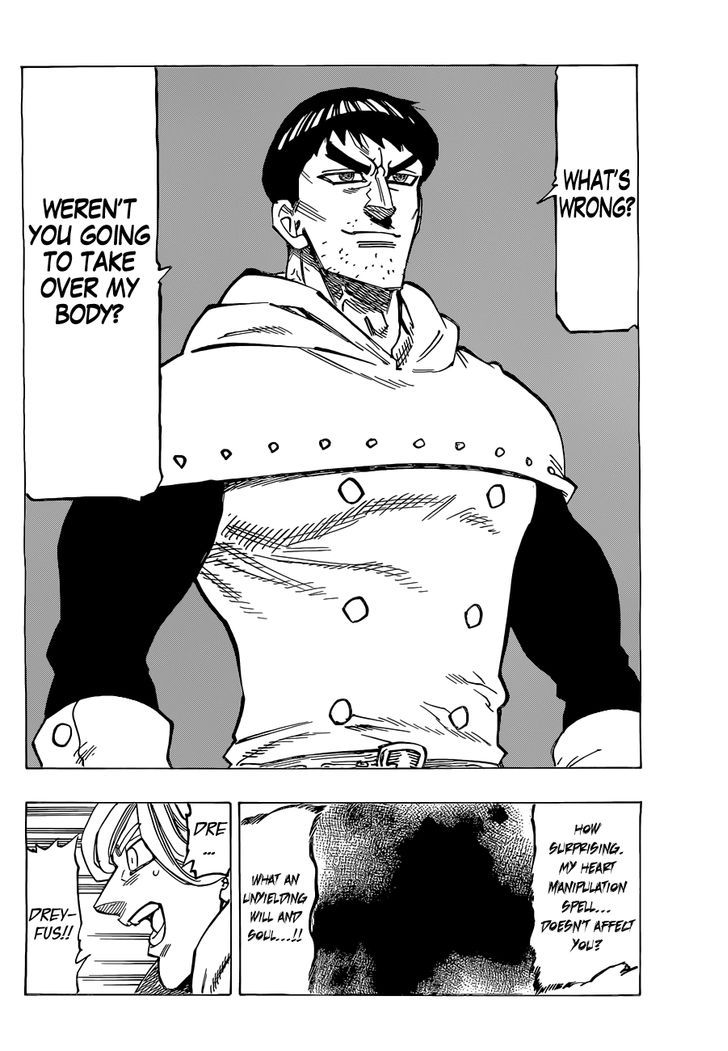 WHAT'S
WRONG?
WEREN'T
YOU GOING
TO TAKE
OVER MY
BODY?
HOW
SURPRISING.
MY HEART
MANIPULATION
SPELL...
DOESN'T AFFECT
YOU?
WHAT AN
UNYIELDING
WILL AND
SOUL...!!
DRE
...
DREY-
FUS!!